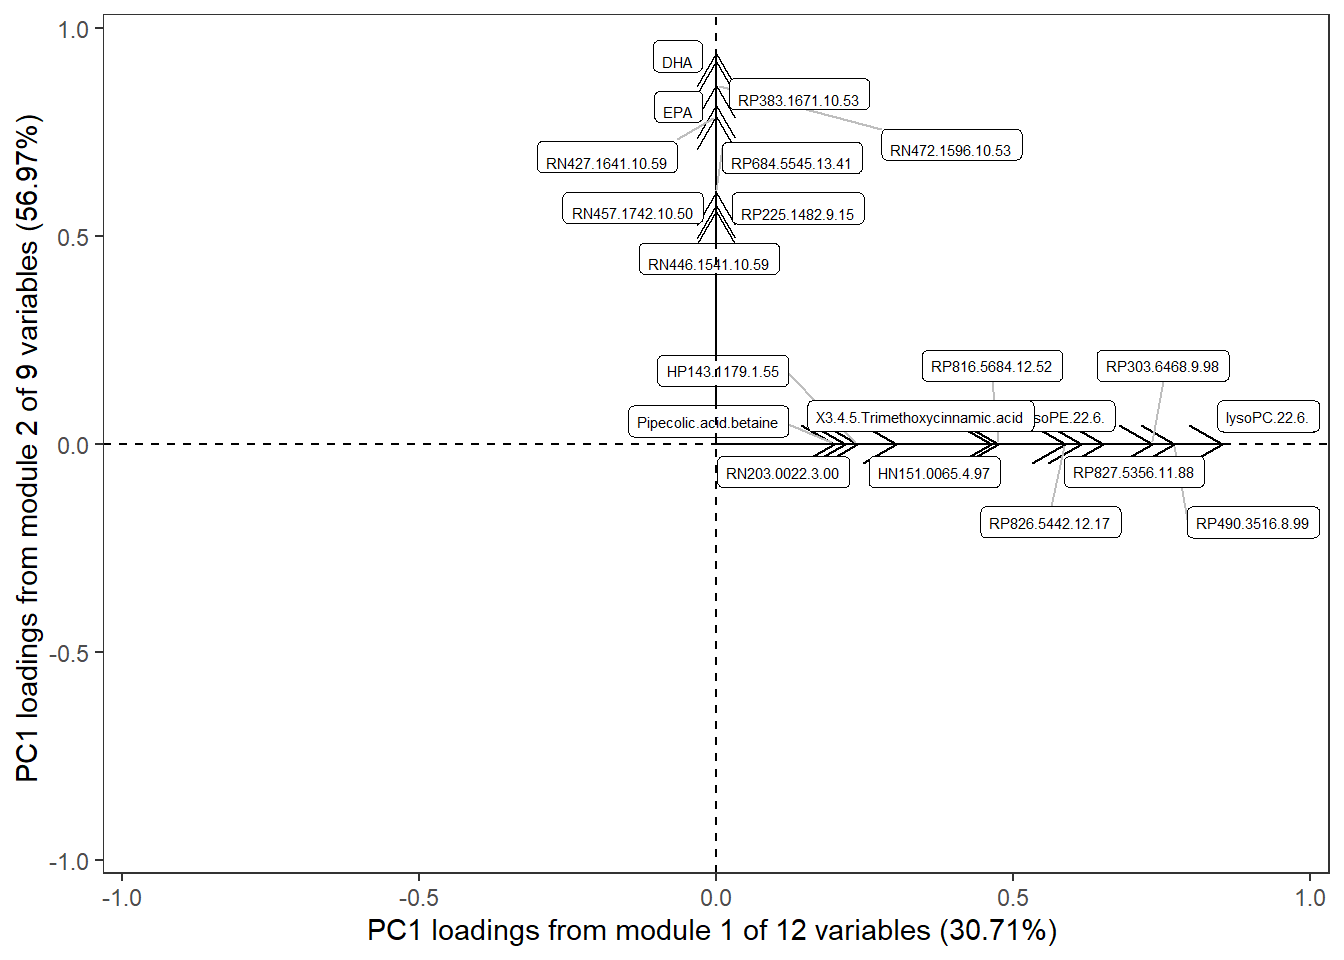 1.0
DHA
RP383.1671.10.53
EPA
RN472.1596.10.53
RN427.1641.10.59
RP684.5545.13.41
RN457.1742.10.50
RP225.1482.9.15
0.5
RN446.1541.10.59
HP143.1179.1.55
RP816.5684.12.52
RP303.6468.9.98
Pipecolic.acid.betaine
X3.4.5.Trimethoxycinnamic.acid
soPE.22.6.
lysoPC.22.6.
0.0
RN203.0022.3.00
HN151.0065.4.97
RP827.5356.11.88
RP826.5442.12.17
RP490.3516.8.99
-0.5
-1.0
PC1 loadings from module 2 of 9 variables (56.97%)
-1.0 -0.5 0.0 0.5 1.0
PC1 loadings from module 1 of 12 variables (30.71%)